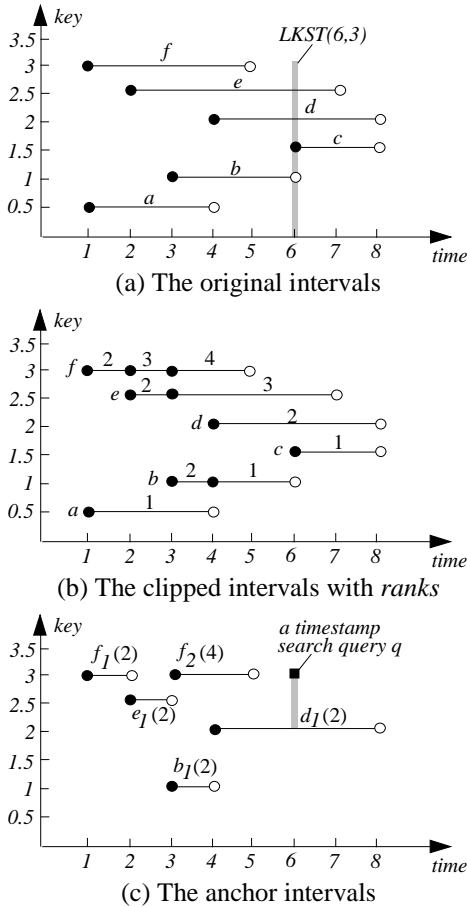 key
3.5
3
2.5
2
1.5
1
0.5
f
e
d
c
b
a
LKST(6,3)
1 2 3 4 5 6 7 8
time
(a) The original intervals
key
3.5
3
2.5
2
1.5
1
0.5
f 2 3 4
e 2 3
d 2
c 1
b 2 1
a 1
1 2 3 4 5 6 7 8
time
(b) The clipped intervals with ranks
key
3.5
3
2.5
2
1.5
1
0.5
a timestamp
search query q
f1(2) f2(4)
e1(2) d1(2)
b1(2)
1 2 3 4 5 6 7 8
time
(c) The anchor intervals